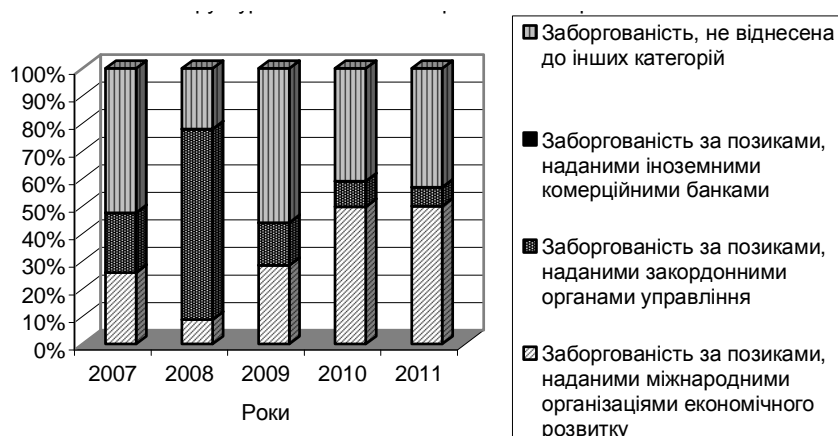 100%
90%
80%
70%
60%
50%
40%
30%
20%
10%
0%
2007 2008 2009 2010 2011
Роки
Заборгованість, не віднесена
до інших категорій
Заборгованість за позиками,
наданими іноземними
комерційними банками
Заборгованість за позиками,
наданими закордонними
органами управління
Заборгованість за позиками,
наданими міжнародними
організаціями економічного
розвитку